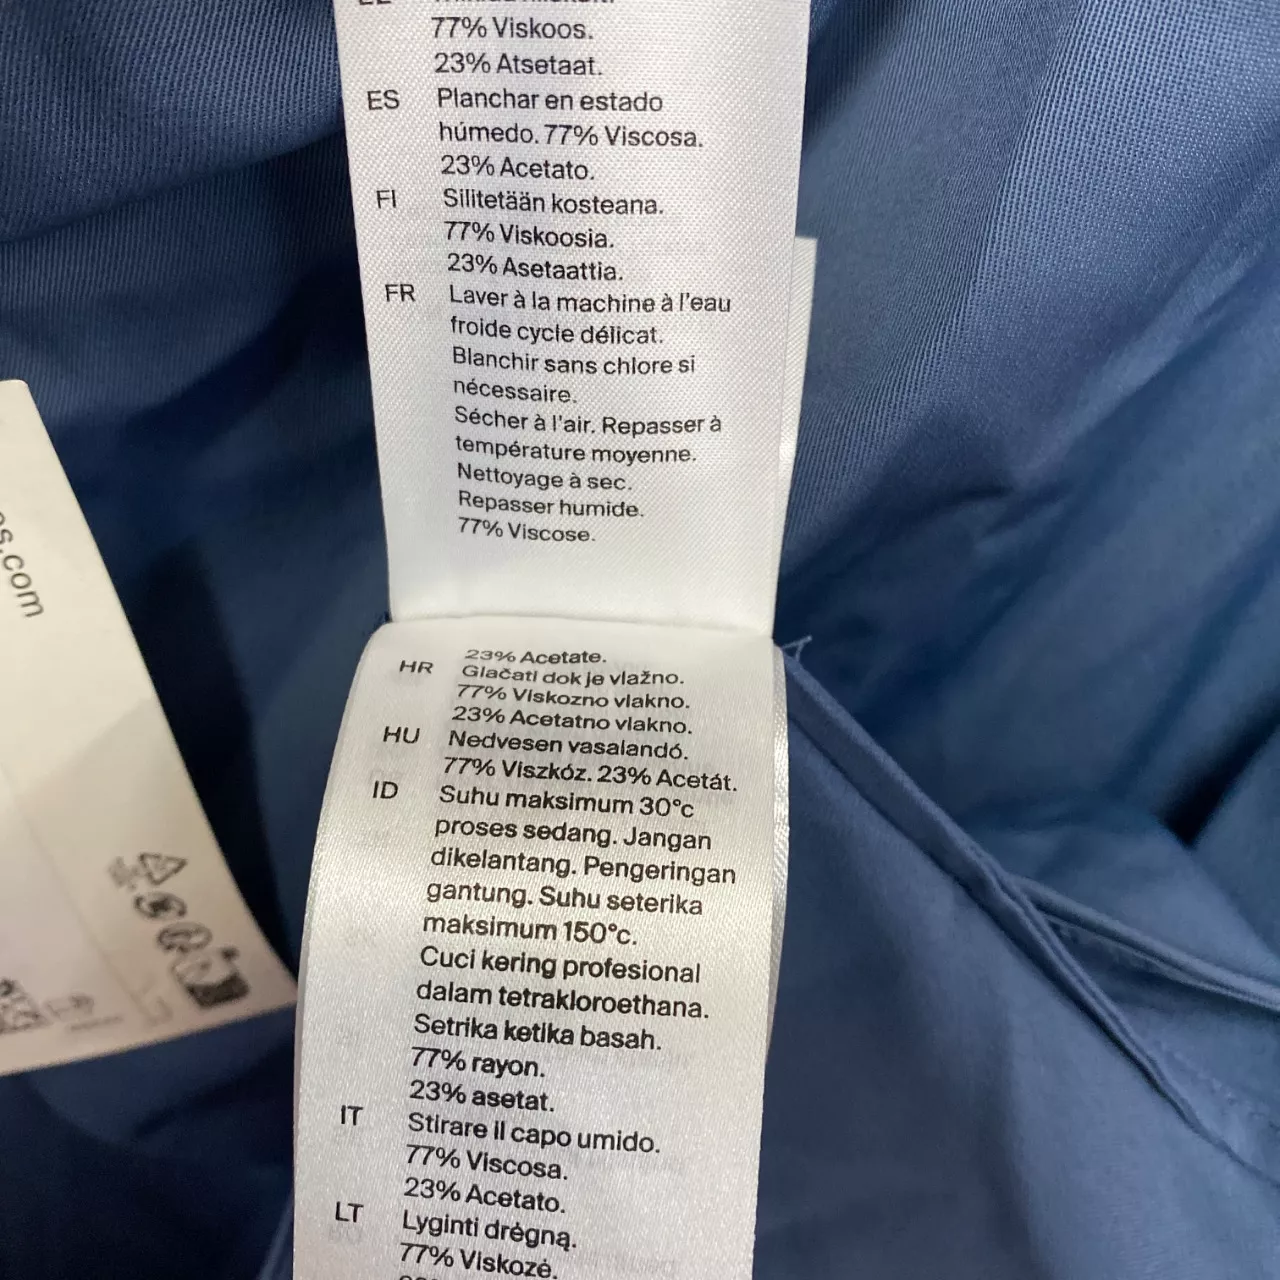 77% Viskoos.
23% Atsetaat.
ES Planchar en estado
húmedo. 77% Viscosa.
23% Acetato.
FI Silitetään kosteana.
77% Viskoosia.
23% Asetaattia.
FR Laver à la machine à l'eau
froide cycle délicat.
Blanchir sans chlore si
nécessaire.
Sécher à l'air. Repasser à
température moyenne.
Nettoyage à sec.
Repasser humide.
77% Viscose.
23% Acetate.
HR Glačati dok je vlažno.
77% Viskozno vlakno.
23% Acetatno vlakno.
HU Nedvesen vasalandó.
77% Viszkóz. 23% Acetát.
ID Suhu maksimum 30°c
proses sedang. Jangan
dikelantang. Pengeringan
gantung. Suhu seterika
maksimum 150°c.
Cuci kering profesional
dalam tetrakloroethana.
Setrika ketika basah.
77% rayon.
23% asetat.
IT Stirare il capo umido.
77% Viscosa.
23% Acetato.
LT Lyginti drėgną.
77% Viskozė.
s.com